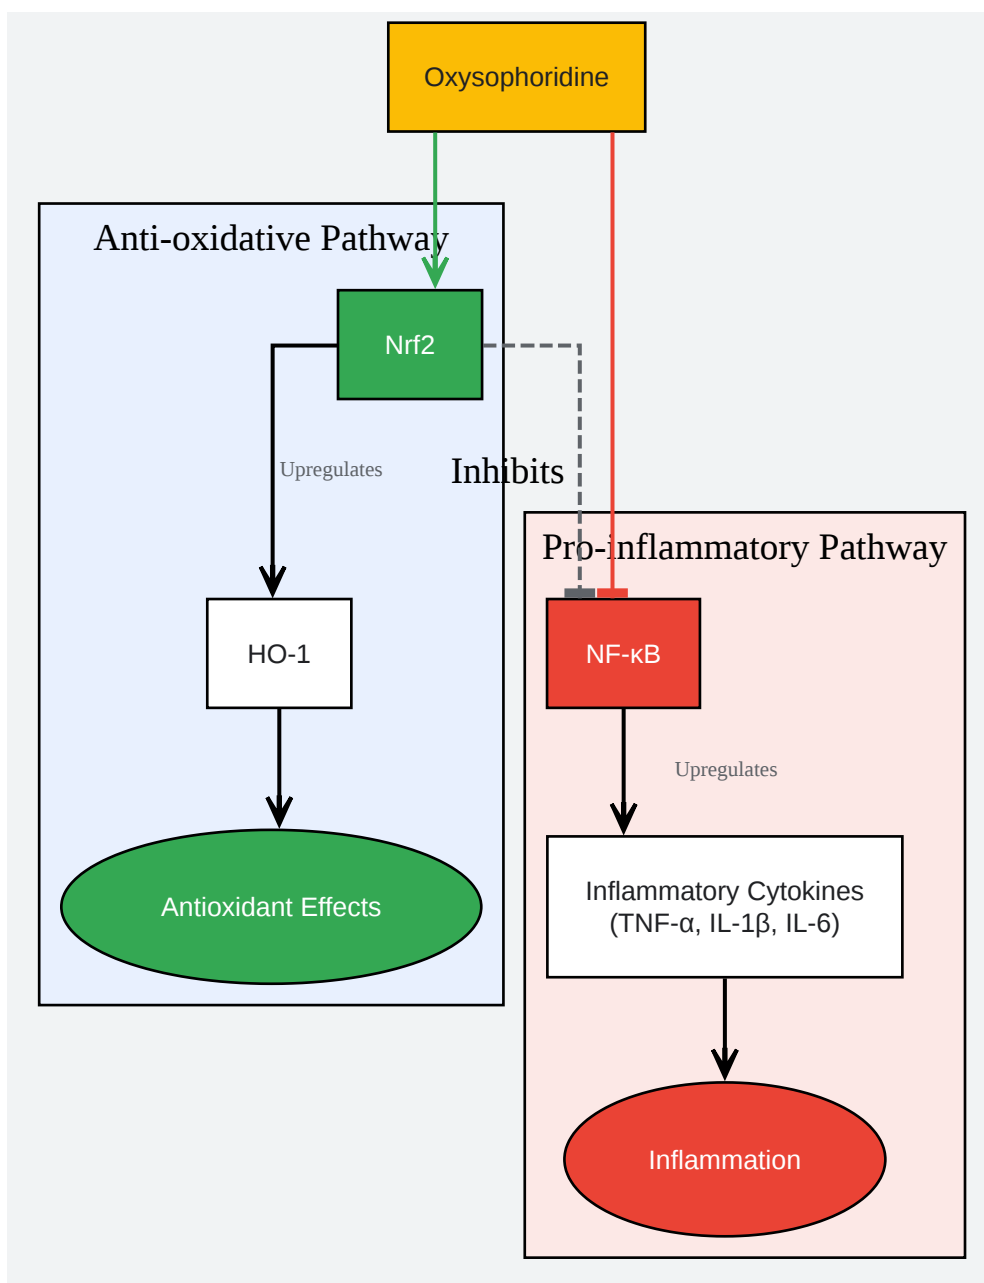 Oxysophoridine
Anti-oxidative Pathway
Nrf2
Upregulates
Inhibits
Pro-inflammatory Pathway
HO-1
NF-κB
Upregulates
Antioxidant Effects
Inflammatory Cytokines
(TNF-α, IL-1β, IL-6)
Inflammation